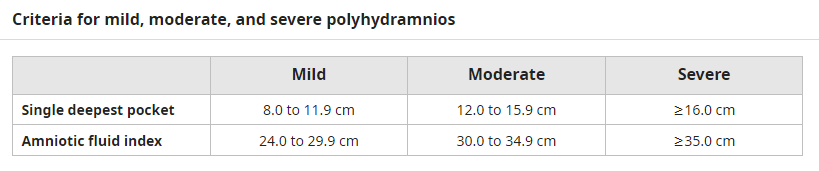 Criteria for mild, moderate, and severe polyhydramnios
Mild Moderate Severe
Single deepest pocket 8.0 to 11.9 cm 12.0 to 15.9 cm ≥16.0 cm
Amniotic fluid index 24.0 to 29.9 cm 30.0 to 34.9 cm ≥35.0 cm